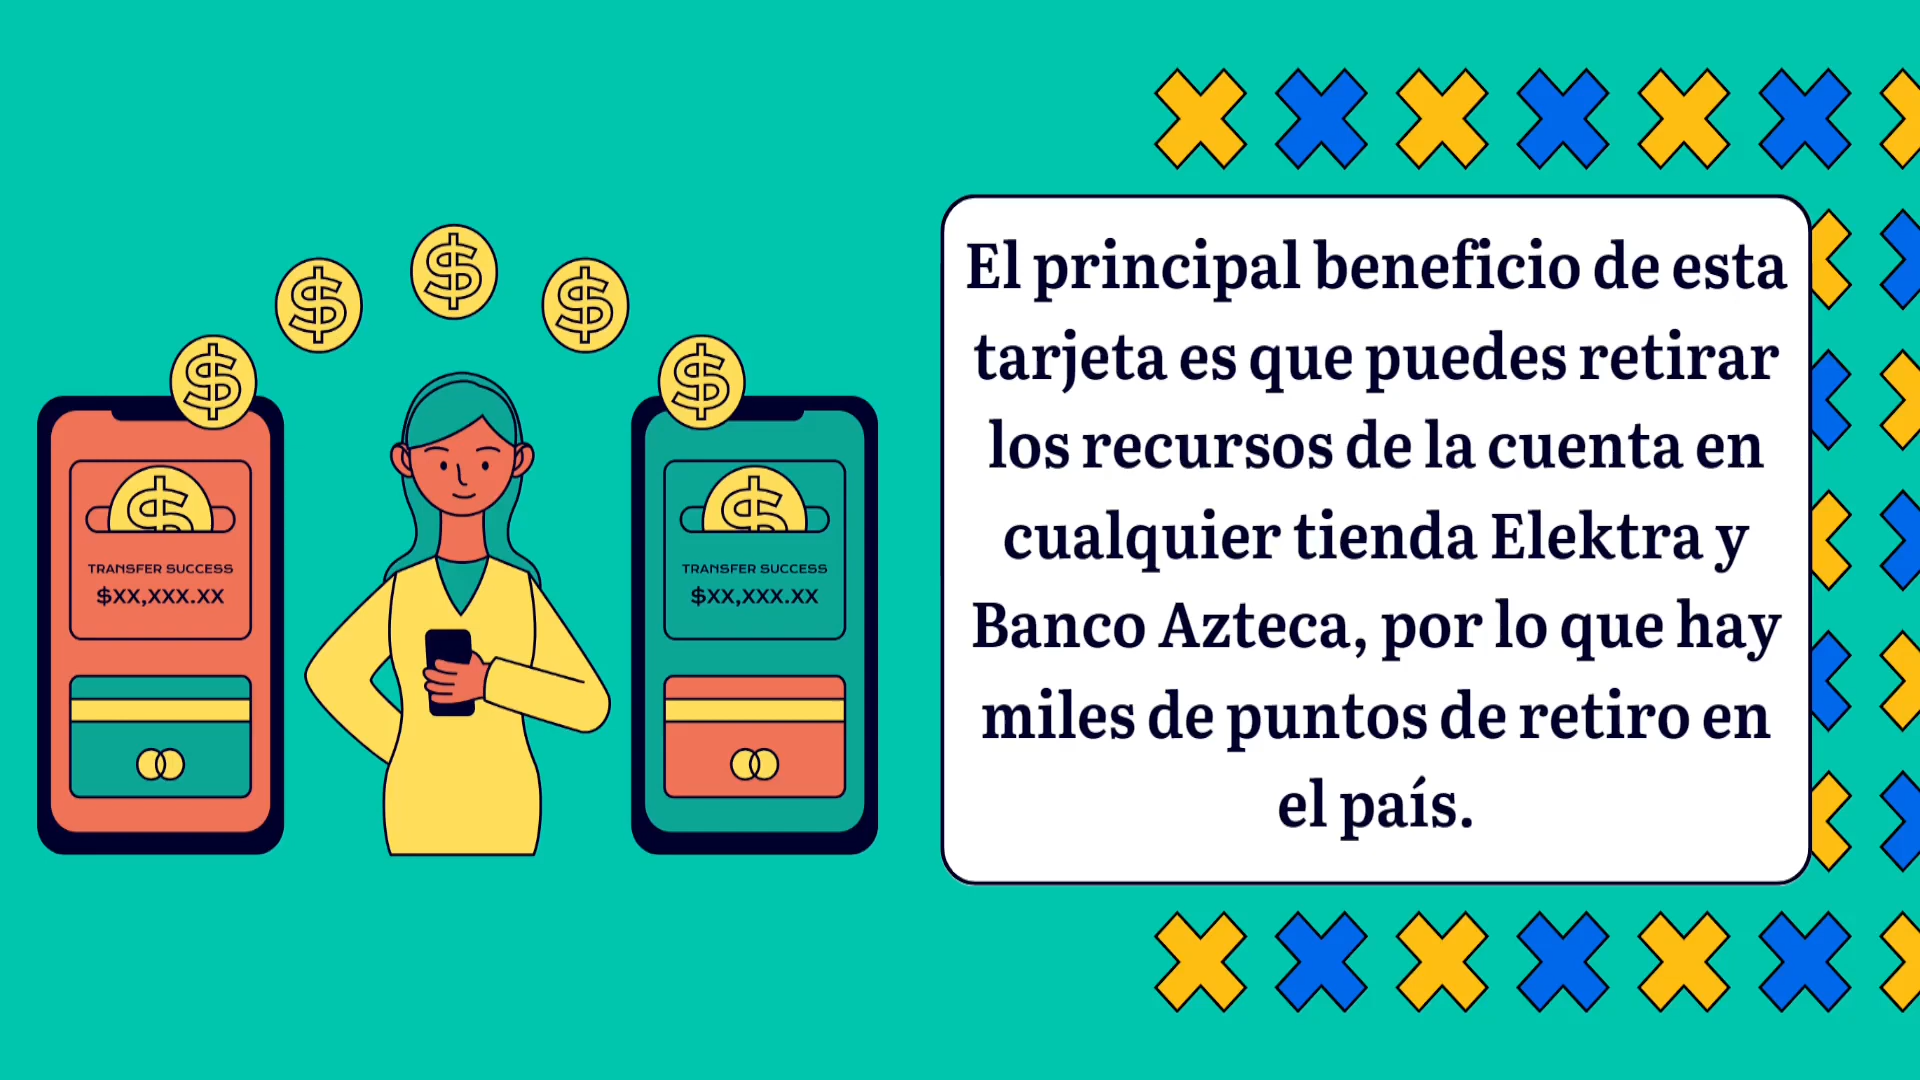 TRANSFER SUCCESS
$XX,XXX.XX
TRANSFER SUCCESS
$XX,XXX.XX
El principal beneficio de esta
tarjeta es que puedes retirar
los recursos de la cuenta en
cualquier tienda Elektra y
Banco Azteca, por lo que hay
miles de puntos de retiro en
el país.